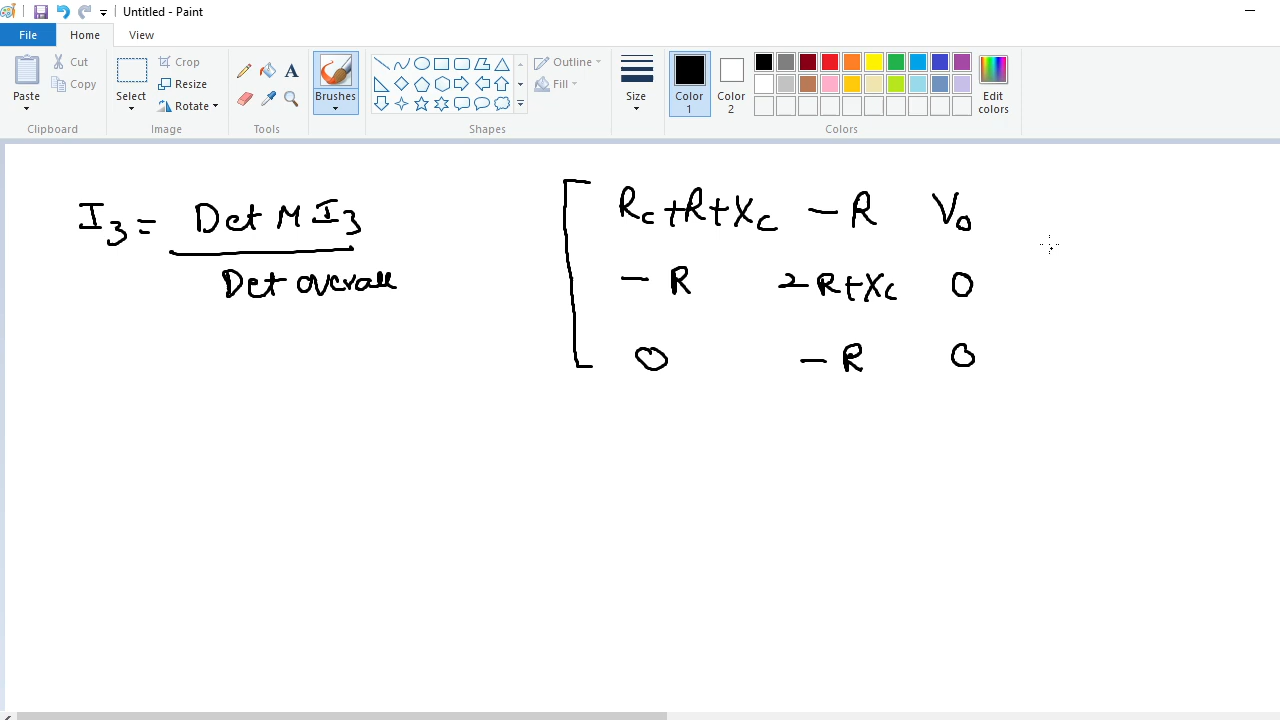 Untitled - Paint
File Home View
Paste Cut Copy Clipboard
Select Crop Resize Rotate Image
Tools
Brushes
Outline Fill Shapes
Size
Color 1 Color 2 Edit colors Colors
I3 = Det M I3 / Det overall
Rc+R+Xc -R V0
-R 2R+Xc 0
0 -R 0